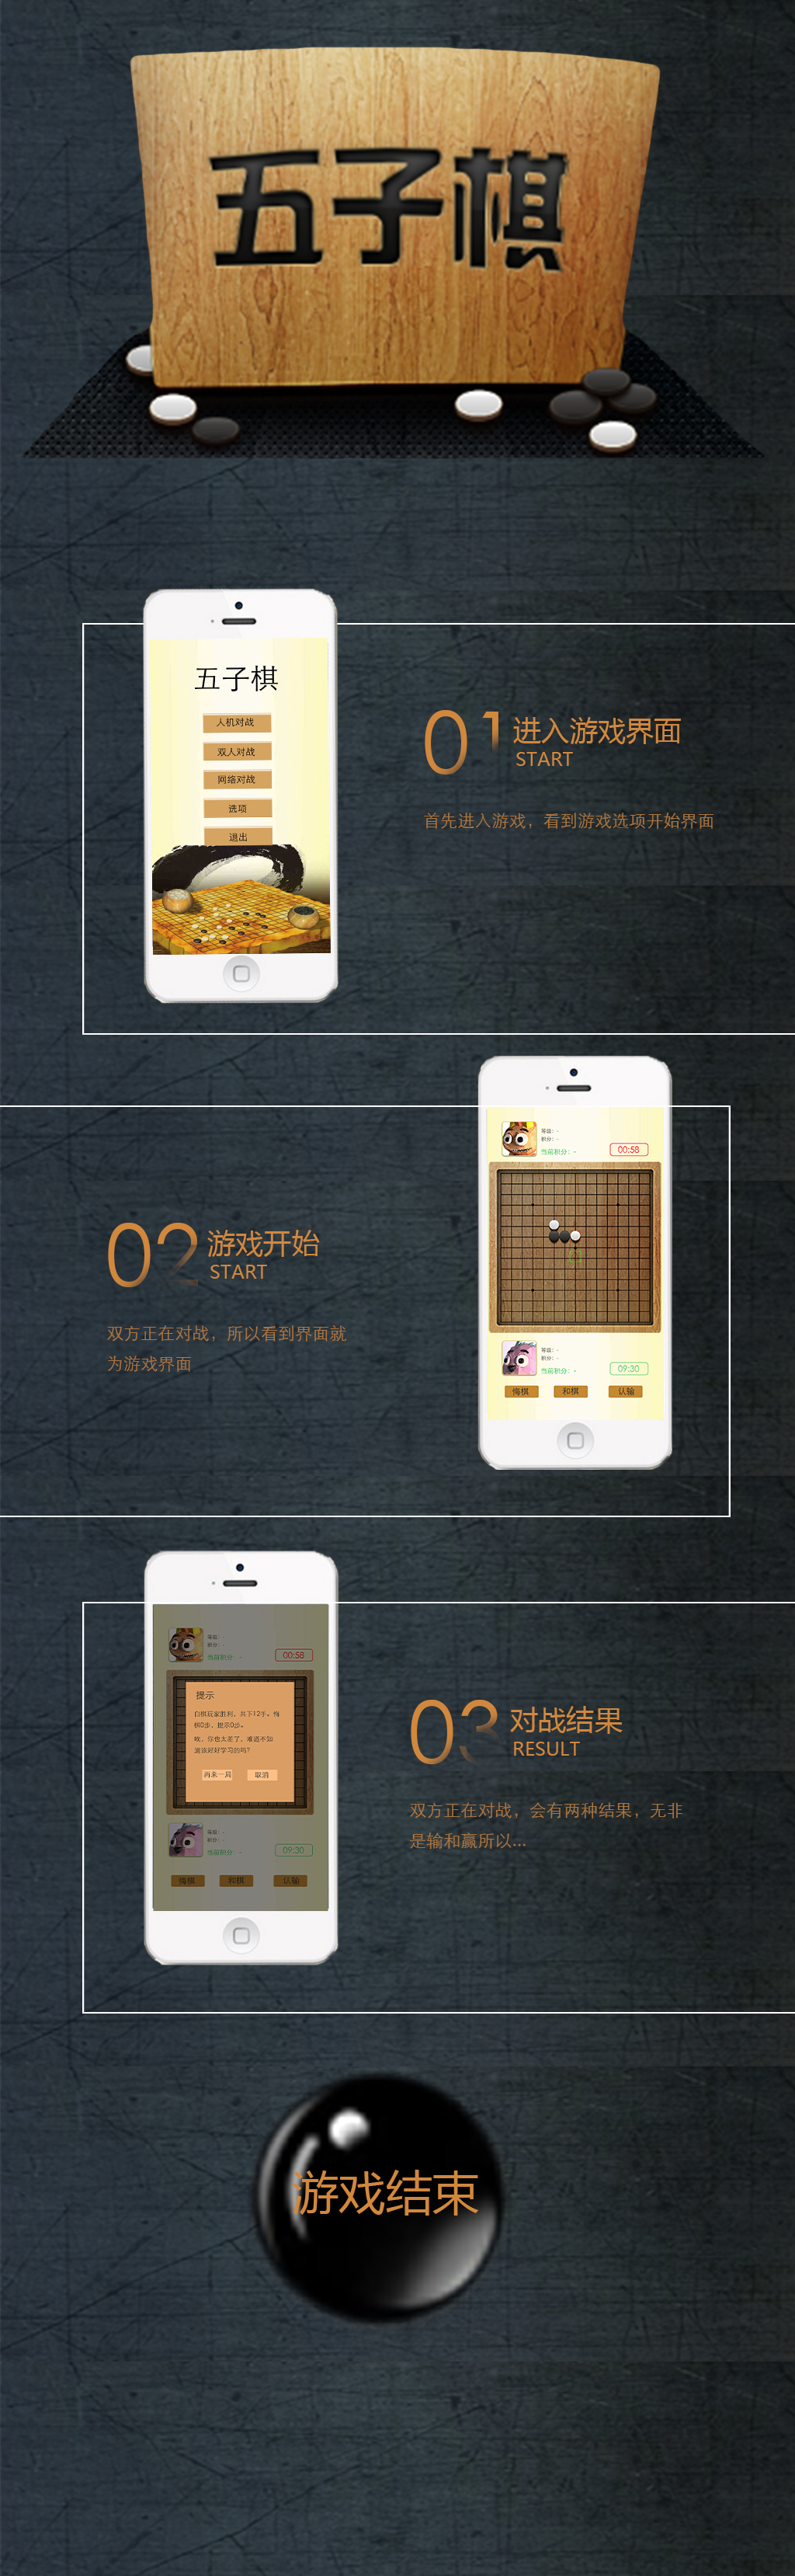 五子棋
五子棋
人机对战
双人对战
网络对战
选项
退出
01 进入游戏界面
START
首先进入游戏，看到游戏选项开始界面
等级：-
积分：-
当前积分：-
00:58
等级：-
积分：-
当前积分：-
09:30
悔棋 和棋 认输
02 游戏开始
START
双方正在对战，所以看到界面就
为游戏界面
等级：-
积分：-
当前积分：-
00:58
提示
白棋玩家胜利，共下12手。悔
棋0步，提示0步。
唉，你也太差了，难道不知
道该好好学习的吗？
再来一局 取消
等级：-
积分：-
当前积分：-
09:30
悔棋 和棋 认输
03 对战结果
RESULT
双方正在对战，会有两种结果，无非
是输和赢所以...
游戏结束